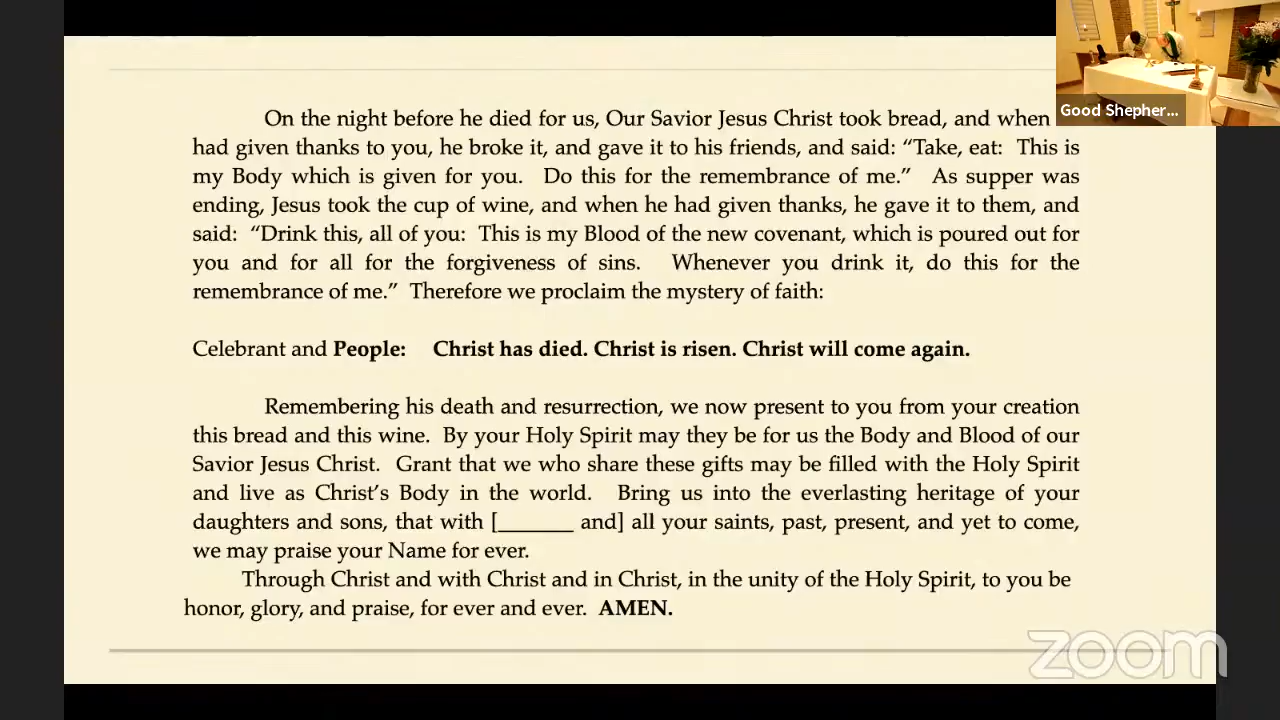 On the night before he died for us, Our Savior Jesus Christ took bread, and when
had given thanks to you, he broke it, and gave it to his friends, and said: “Take, eat: This is
my Body which is given for you. Do this for the remembrance of me.” As supper was
ending, Jesus took the cup of wine, and when he had given thanks, he gave it to them, and
said: “Drink this, all of you: This is my Blood of the new covenant, which is poured out for
you and for all for the forgiveness of sins. Whenever you drink it, do this for the
remembrance of me.” Therefore we proclaim the mystery of faith:
Celebrant and People: Christ has died. Christ is risen. Christ will come again.
Remembering his death and resurrection, we now present to you from your creation
this bread and this wine. By your Holy Spirit may they be for us the Body and Blood of our
Savior Jesus Christ. Grant that we who share these gifts may be filled with the Holy Spirit
and live as Christ’s Body in the world. Bring us into the everlasting heritage of your
daughters and sons, that with [_______ and] all your saints, past, present, and yet to come,
we may praise your Name for ever.
Through Christ and with Christ and in Christ, in the unity of the Holy Spirit, to you be
honor, glory, and praise, for ever and ever. AMEN.
Good Shepher...
zoom